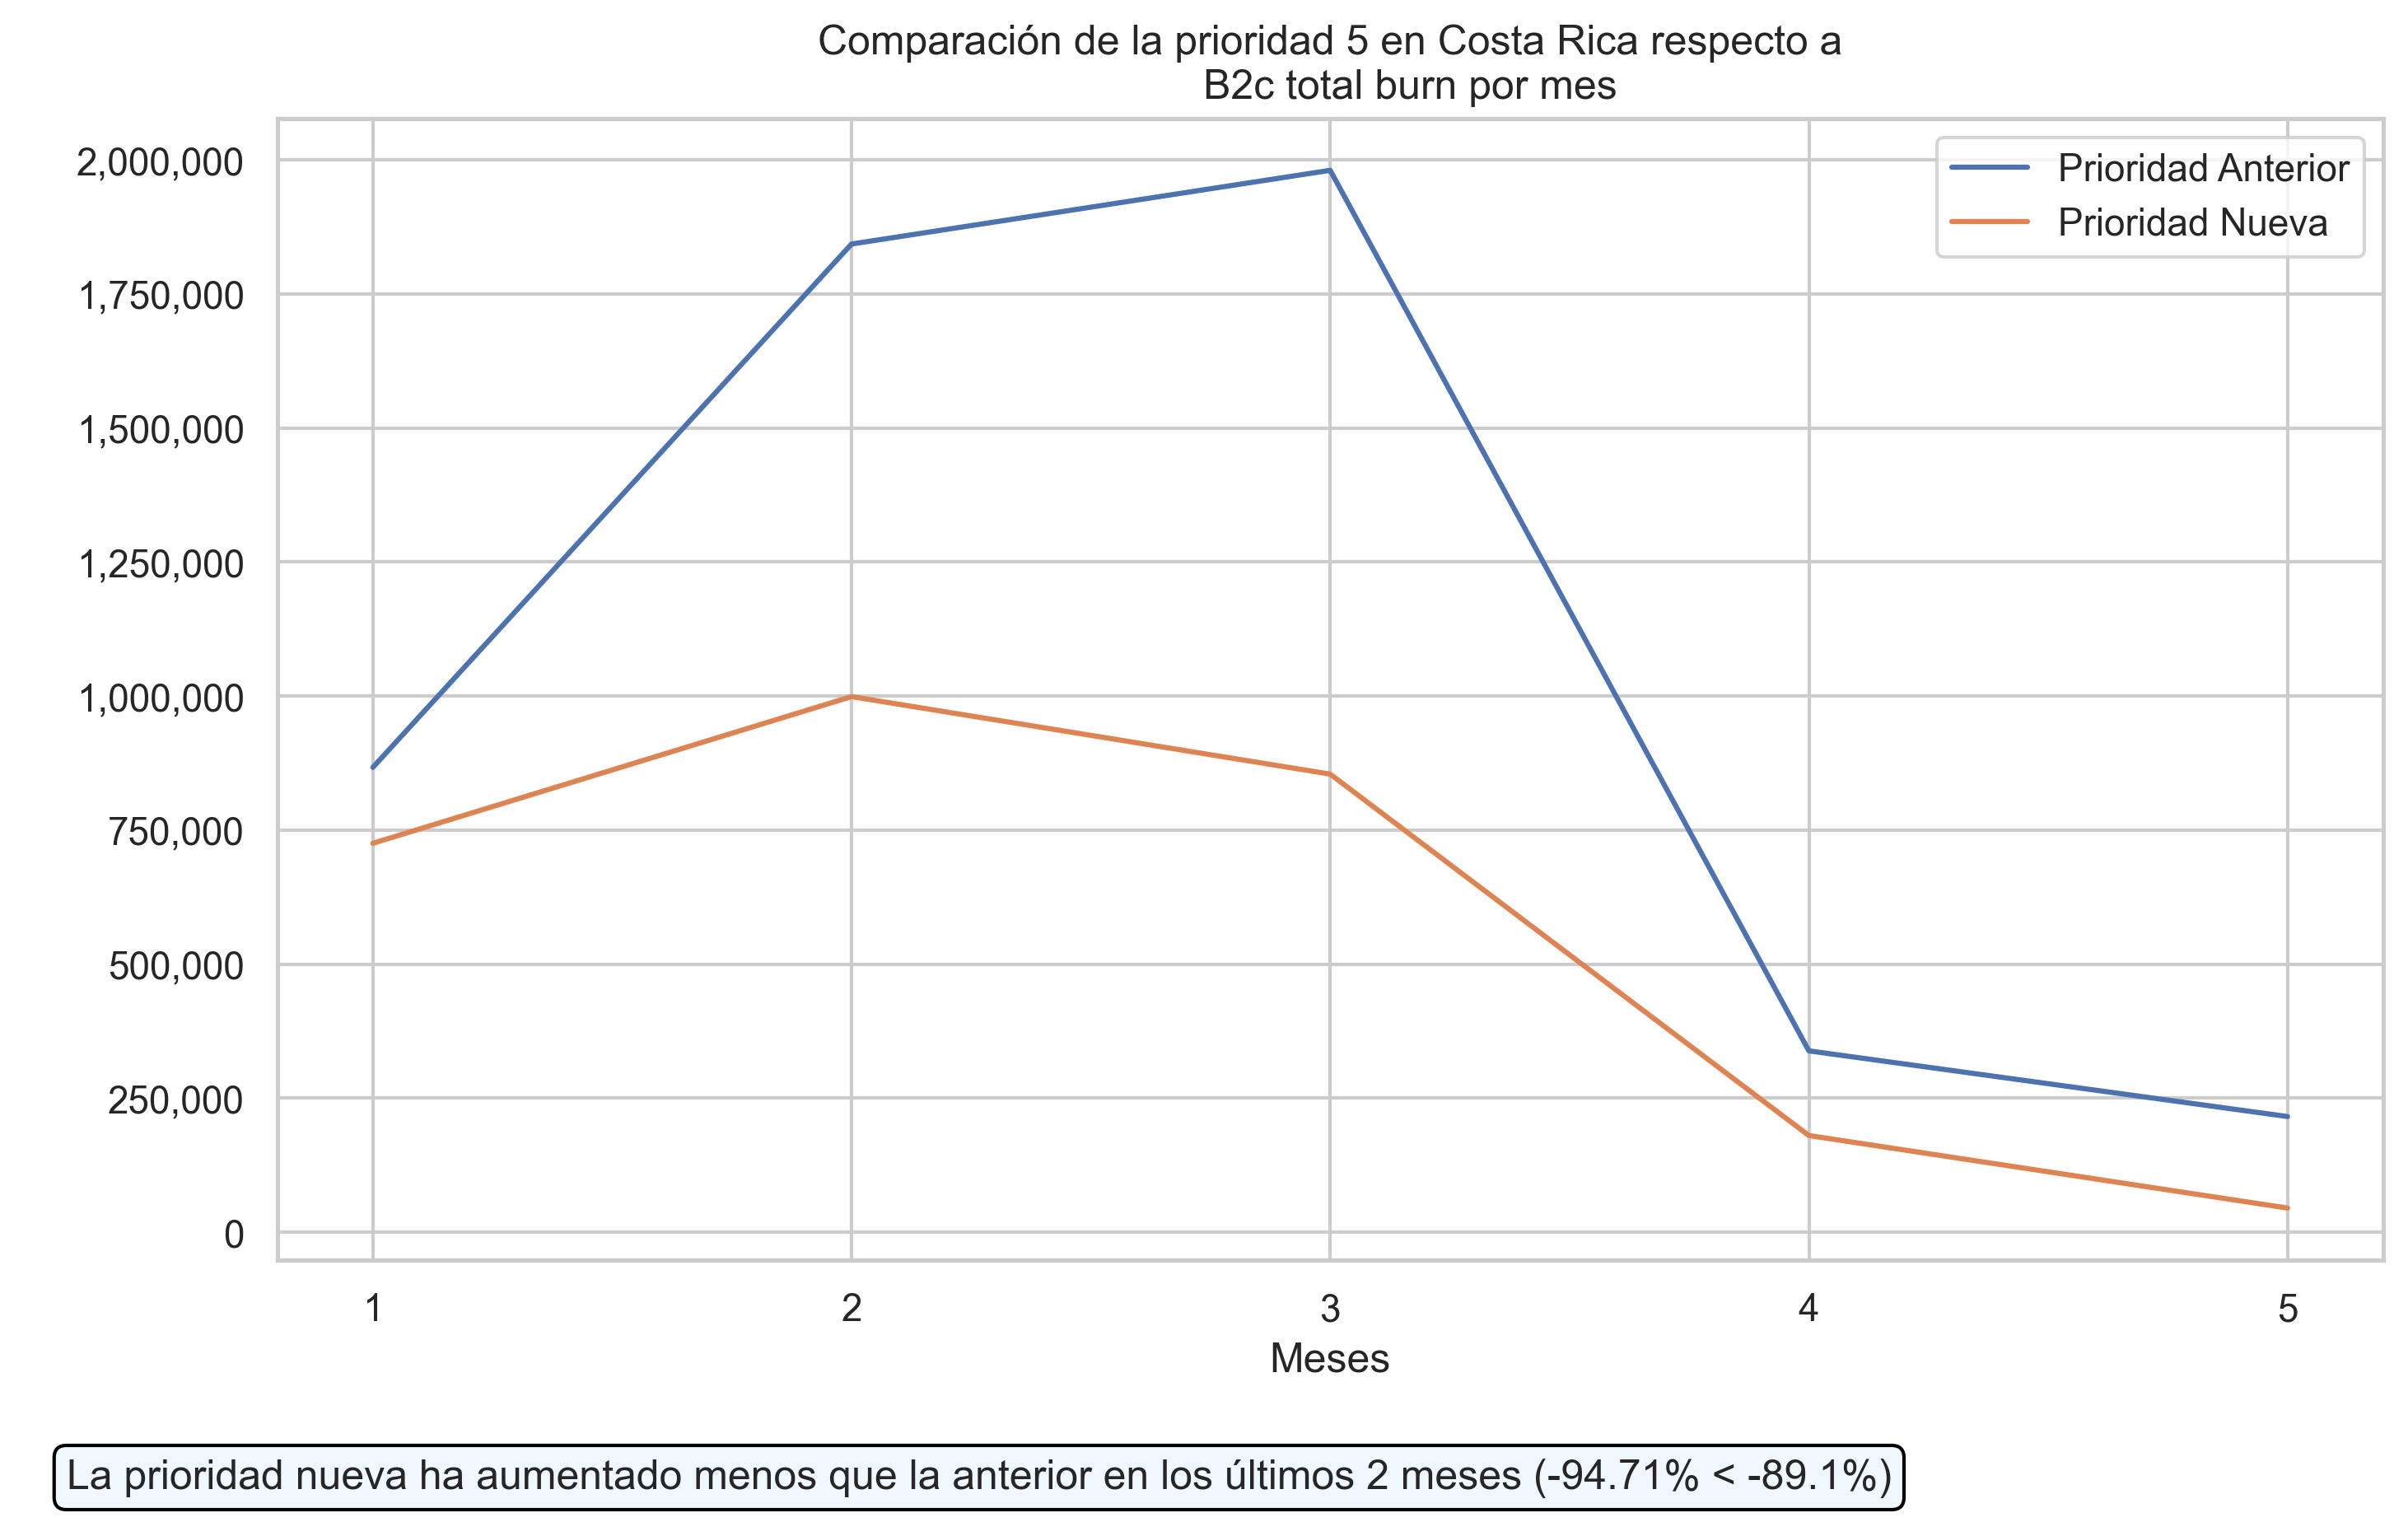 Comparación de la prioridad 5 en Costa Rica respecto a
B2c total burn por mes
Prioridad Anterior
Prioridad Nueva
2,000,000
1,750,000
1,500,000
1,250,000
1,000,000
750,000
500,000
250,000
0
1 2 3 4 5
Meses
La prioridad nueva ha aumentado menos que la anterior en los últimos 2 meses (-94.71% < -89.1%)